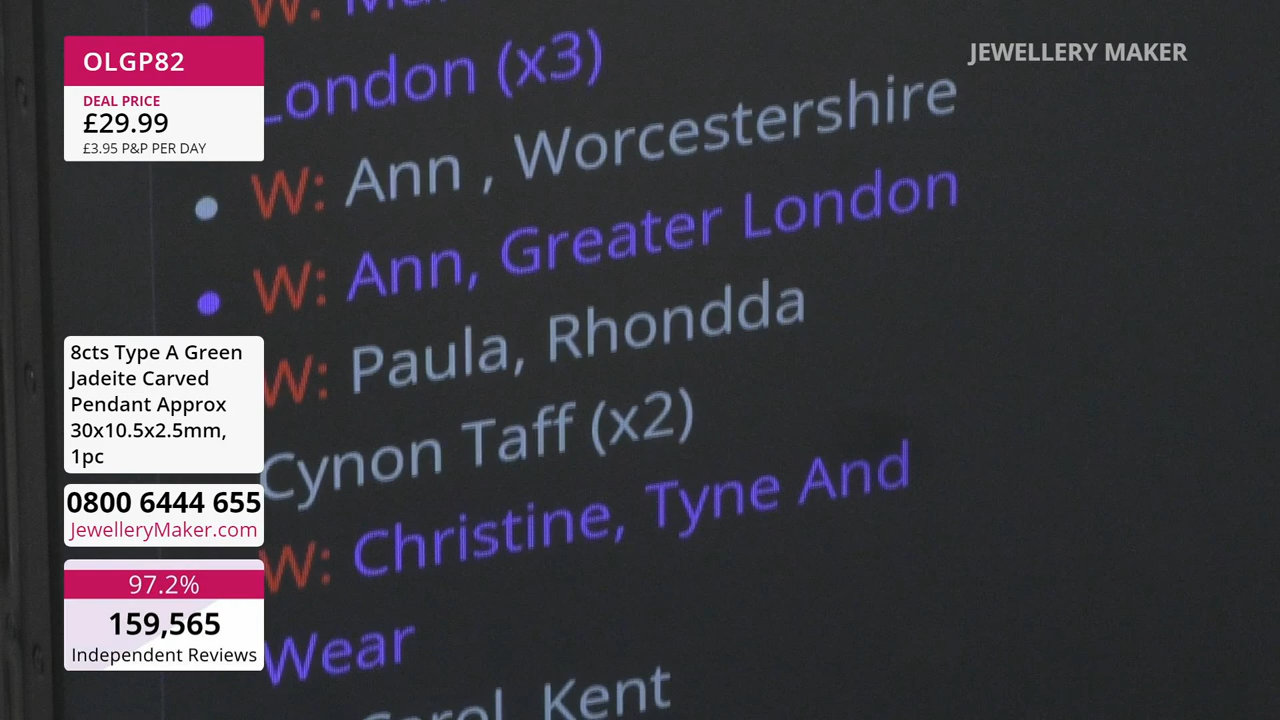 OLGP82
DEAL PRICE
£29.99
£3.95 P&P PER DAY
JEWELLERY MAKER
W:
London (x3)
W: Ann , Worcestershire
W: Ann, Greater London
W: Paula, Rhondda
Cynon Taff (x2)
W: Christine, Tyne And
Wear
Carol, Kent
8cts Type A Green
Jadeite Carved
Pendant Approx
30x10.5x2.5mm,
1pc
0800 6444 655
JewelleryMaker.com
97.2%
159,565
Independent Reviews